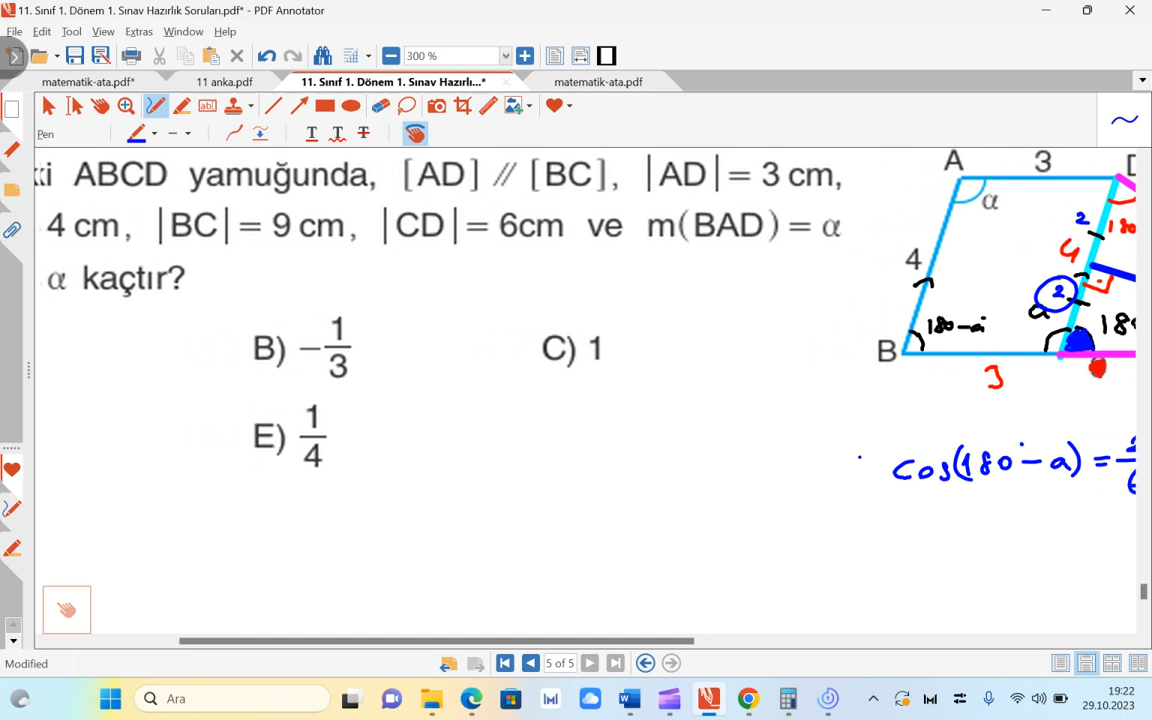 11. Sınıf 1. Dönem 1. Sınav Hazırlık Soruları.pdf* - PDF Annotator
File Edit Tool View Extras Window Help
300 %
matematik-ata.pdf* 11 anka.pdf 11. Sınıf 1. Dönem 1. Sınav Hazırlı...* matematik-ata.pdf
Pen
ki ABCD yamuğunda, [AD] // [BC], |AD| = 3 cm,
4 cm, |BC| = 9 cm, |CD| = 6cm ve m(BAD) = α
α kaçtır?
B) -1/3 C) 1
E) 1/4
A 3
α
2
180
4
4
2
a
180-a
18
B
3
cos(180-a) =
5 of 5
Modified
Ara
19:22
29.10.2023